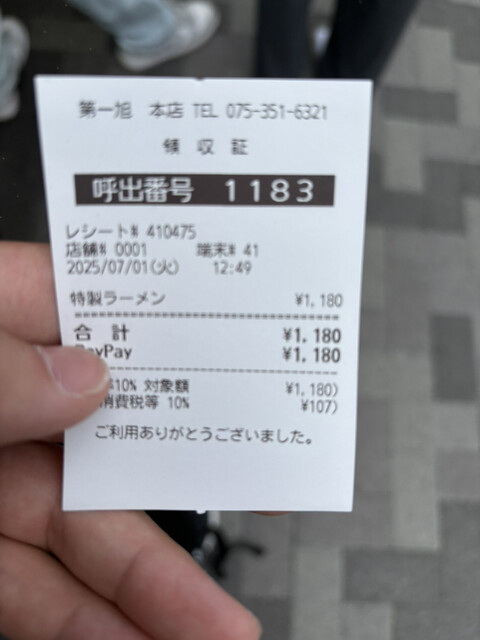 第一旭　本店 TEL 075-351-6321
領 収 証
呼出番号　1183
レシート# 410475
店舗# 0001　端末# 41
2025/07/01(火)　12:49
特製ラーメン　¥1,180
合 計　¥1,180
PayPay　¥1,180
10% 対象額　¥1,180)
消費税等 10%　¥107)
ご利用ありがとうございました。